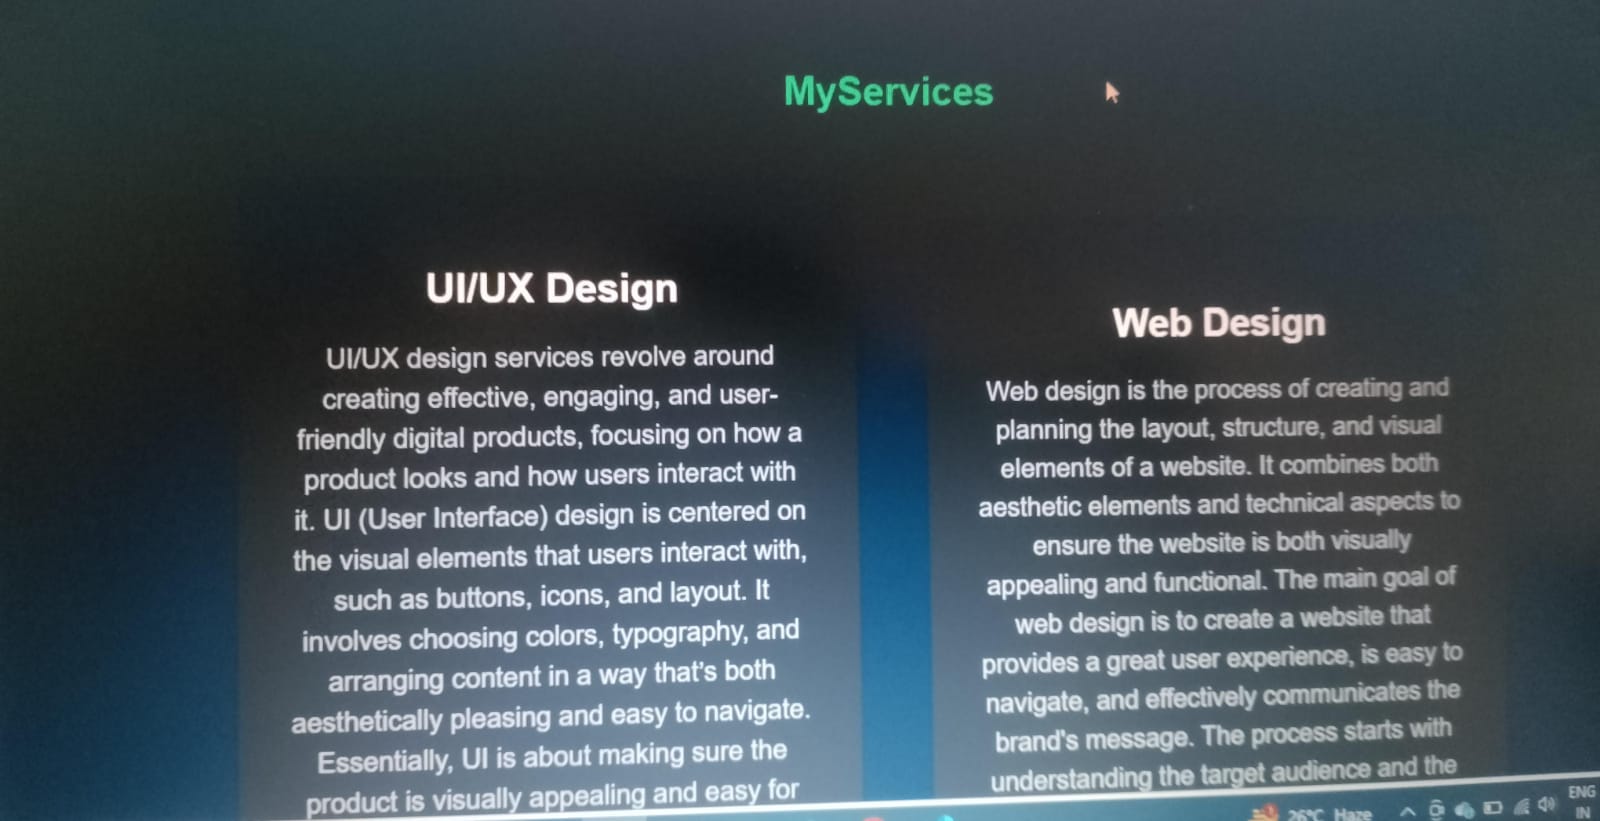 MyServices
UI/UX Design
UI/UX design services revolve around
creating effective, engaging, and user-
friendly digital products, focusing on how a
product looks and how users interact with
it. UI (User Interface) design is centered on
the visual elements that users interact with,
such as buttons, icons, and layout. It
involves choosing colors, typography, and
arranging content in a way that's both
aesthetically pleasing and easy to navigate.
Essentially, UI is about making sure the
product is visually appealing and easy for
Web Design
Web design is the process of creating and
planning the layout, structure, and visual
elements of a website. It combines both
aesthetic elements and technical aspects to
ensure the website is both visually
appealing and functional. The main goal of
web design is to create a website that
provides a great user experience, is easy to
navigate, and effectively communicates the
brand's message. The process starts with
understanding the target audience and the
26°C Haze
ENG
IN